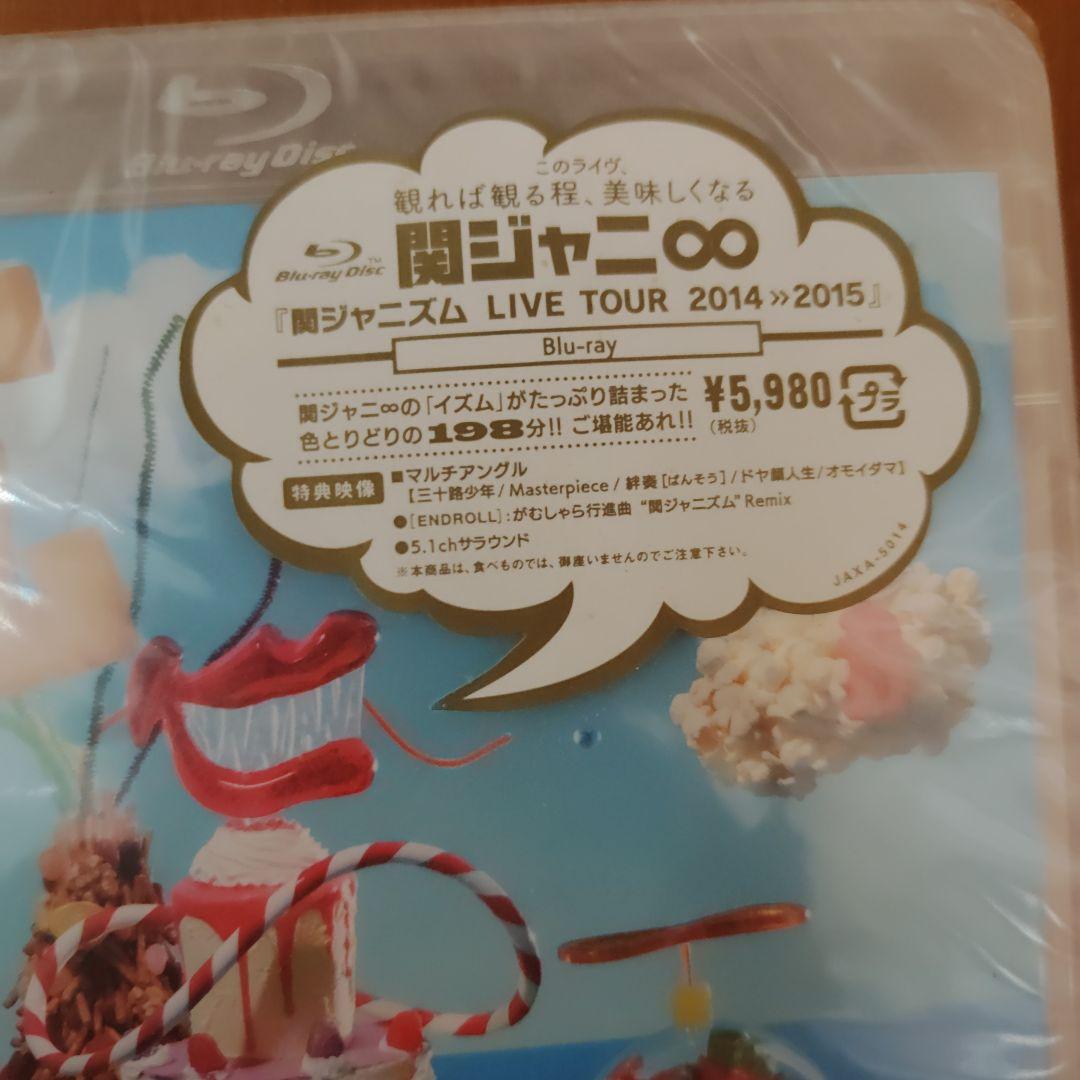 Blu-ray Disc
このライヴ、
観れば観る程、美味しくなる
Blu-ray Disc™ 関ジャニ∞
『関ジャニズム LIVE TOUR 2014≫2015』
Blu-ray
関ジャニ∞の「イズム」がたっぷり詰まった
色とりどりの198分!! ご堪能あれ!!
¥5,980
(税抜)
プラ
特典映像
■マルチアングル
【三十路少年/Masterpiece/絆奏[ばんそう]/ドヤ顔人生/オモイダマ】
●[ENDROLL]:がむしゃら行進曲 "関ジャニズム" Remix
●5.1chサラウンド
※本商品は、食べものでは、御座いませんのでご注意下さい。
JAXA-5014